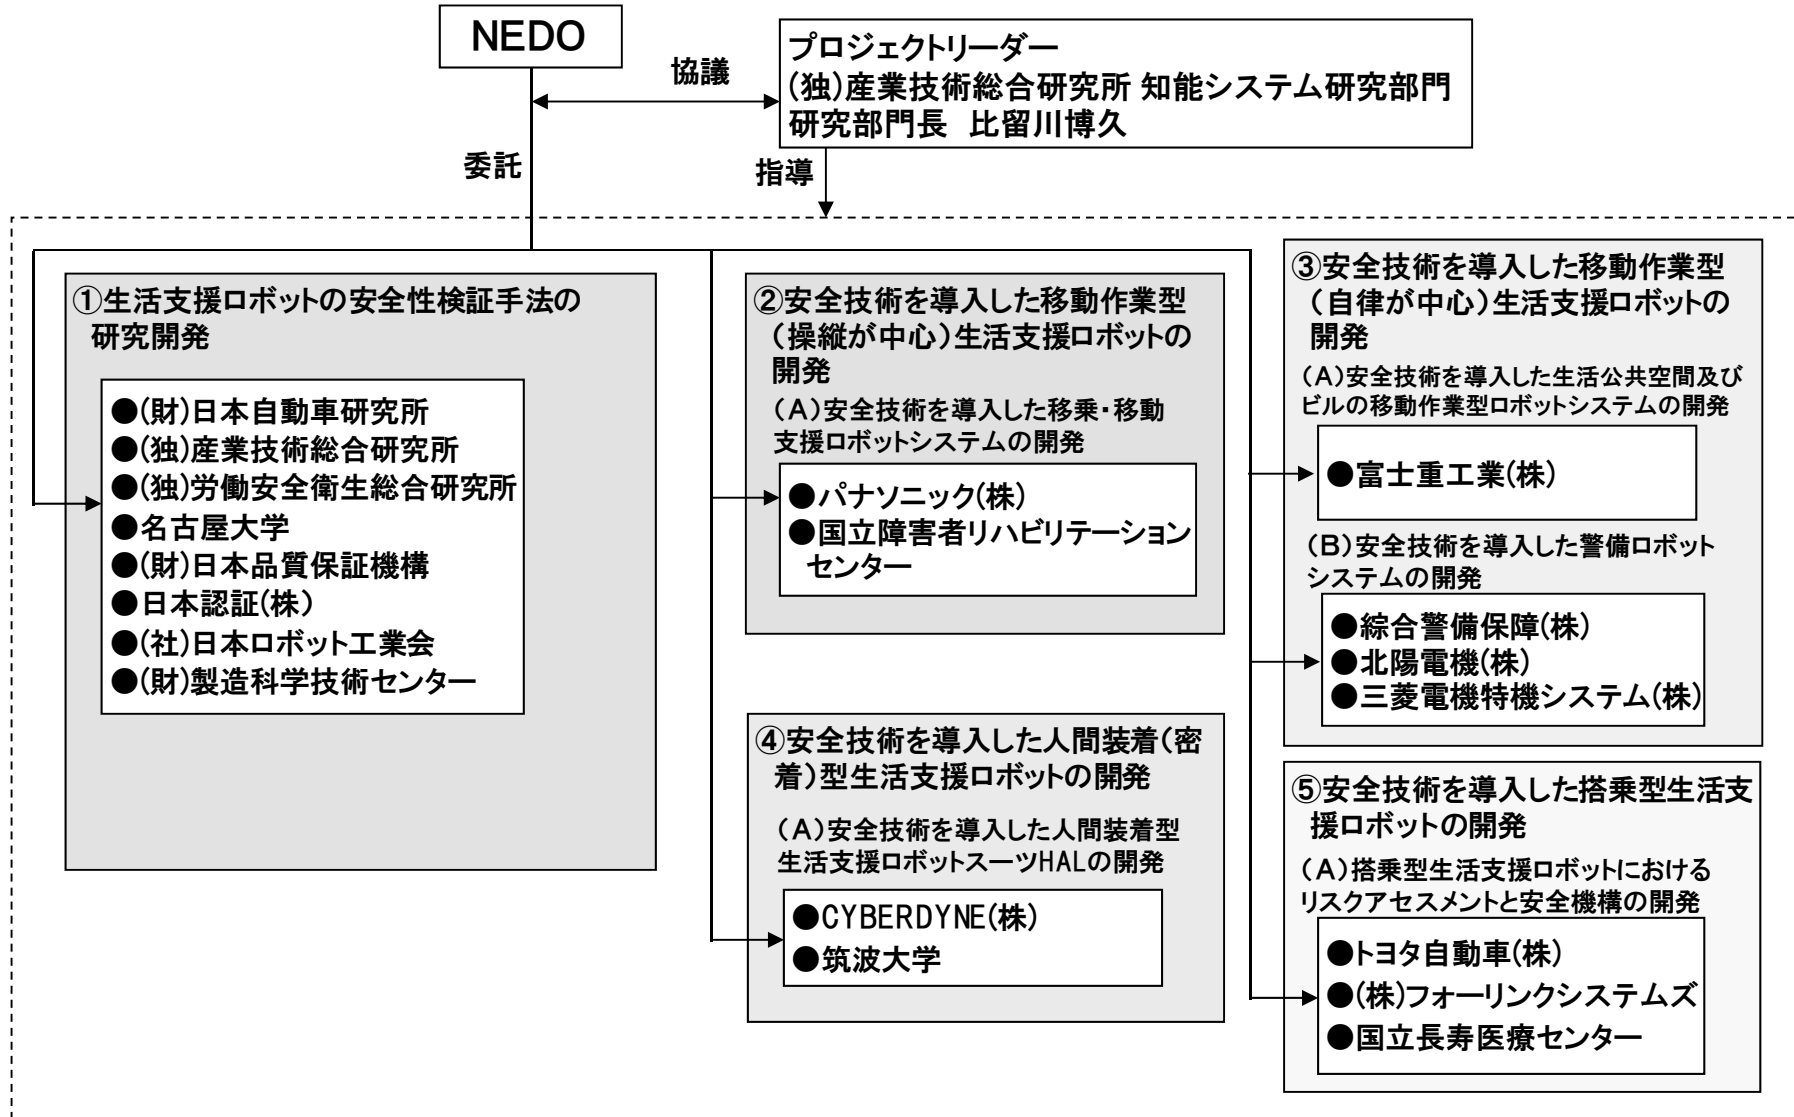 NEDO
協議
プロジェクトリーダー
(独)産業技術総合研究所 知能システム研究部門
研究部門長 比留川博久
委託
指導
①生活支援ロボットの安全性検証手法の
研究開発
●(財)日本自動車研究所
●(独)産業技術総合研究所
●(独)労働安全衛生総合研究所
●名古屋大学
●(財)日本品質保証機構
●日本認証(株)
●(社)日本ロボット工業会
●(財)製造科学技術センター
②安全技術を導入した移動作業型
(操縦が中心)生活支援ロボットの
開発
(A)安全技術を導入した移乗・移動
支援ロボットシステムの開発
●パナソニック(株)
●国立障害者リハビリテーション
センター
③安全技術を導入した移動作業型
(自律が中心)生活支援ロボットの
開発
(A)安全技術を導入した生活公共空間及び
ビルの移動作業型ロボットシステムの開発
●富士重工業(株)
(B)安全技術を導入した警備ロボット
システムの開発
●綜合警備保障(株)
●北陽電機(株)
●三菱電機特機システム(株)
④安全技術を導入した人間装着(密
着)型生活支援ロボットの開発
(A)安全技術を導入した人間装着型
生活支援ロボットスーツHALの開発
●CYBERDYNE(株)
●筑波大学
⑤安全技術を導入した搭乗型生活支
援ロボットの開発
(A)搭乗型生活支援ロボットにおける
リスクアセスメントと安全機構の開発
●トヨタ自動車(株)
●(株)フォーリンクシステムズ
●国立長寿医療センター